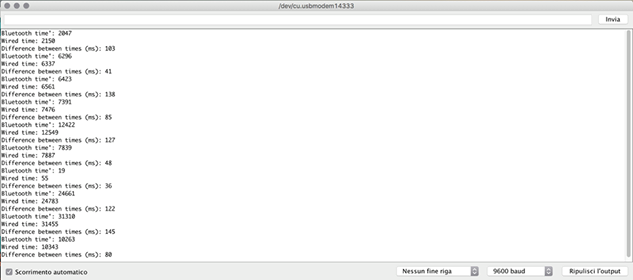 /dev/cu.usbmodem14333
Invia
Bluetooth time": 2047
Wired time: 2150
Difference between times (ms): 103
Bluetooth time": 6296
Wired time: 6337
Difference between times (ms): 41
Bluetooth time": 6423
Wired time: 6561
Difference between times (ms): 138
Bluetooth time": 7391
Wired time: 7476
Difference between times (ms): 85
Bluetooth time": 12422
Wired time: 12549
Difference between times (ms): 127
Bluetooth time": 7839
Wired time: 7887
Difference between times (ms): 48
Bluetooth time": 19
Wired time: 55
Difference between times (ms): 36
Bluetooth time": 24661
Wired time: 24783
Difference between times (ms): 122
Bluetooth time": 31310
Wired time: 31455
Difference between times (ms): 145
Bluetooth time": 10263
Wired time: 10343
Difference between times (ms): 80
Scorrimento automatico
Nessun fine riga
9600 baud
Ripulisci l'output